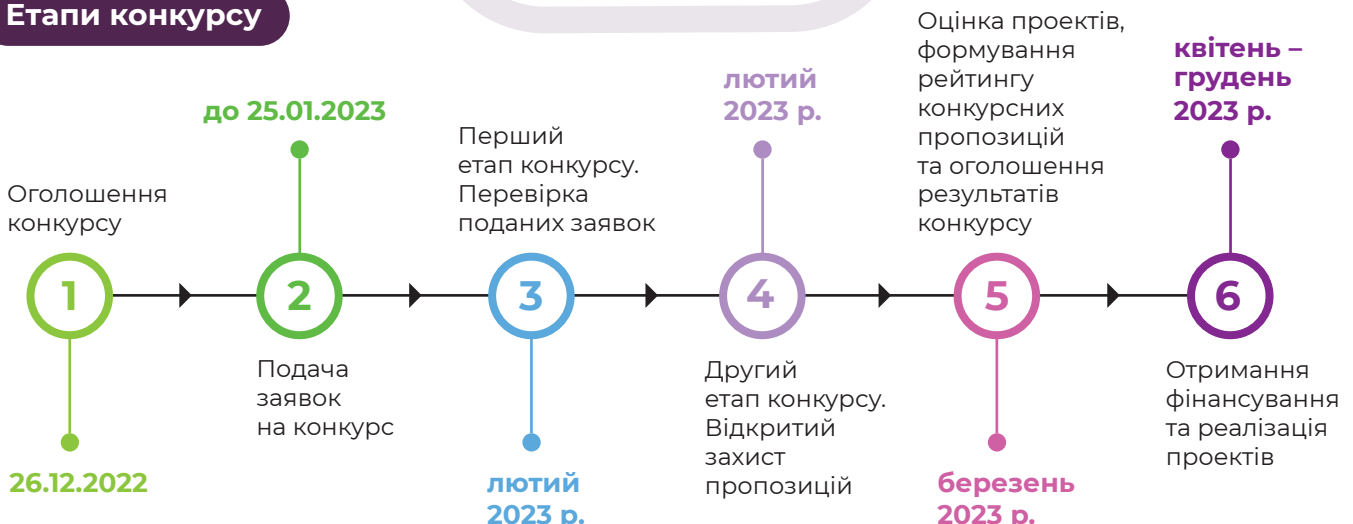 Етапи конкурсу
Оголошення
конкурсу
1
26.12.2022
до 25.01.2023
2
Подача
заявок
на конкурс
Перший
етап конкурсу.
Перевірка
поданих заявок
3
лютий
2023 р.
лютий
2023 р.
4
Другий
етап конкурсу.
Відкритий
захист
пропозицій
Оцінка проектів,
формування
рейтингу
конкурсних
пропозицій
та оголошення
результатів
конкурсу
5
березень
2023 р.
квітень –
грудень
2023 р.
6
Отримання
фінансування
та реалізація
проектів